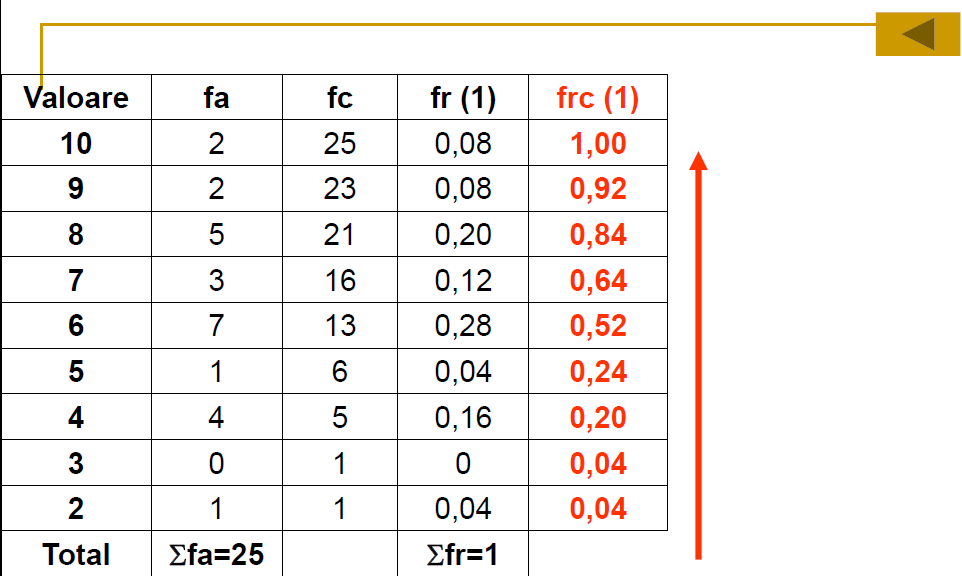 Valoare fa fc fr (1) frc (1)
10 2 25 0,08 1,00
9 2 23 0,08 0,92
8 5 21 0,20 0,84
7 3 16 0,12 0,64
6 7 13 0,28 0,52
5 1 6 0,04 0,24
4 4 5 0,16 0,20
3 0 1 0 0,04
2 1 1 0,04 0,04
Total Σfa=25 Σfr=1